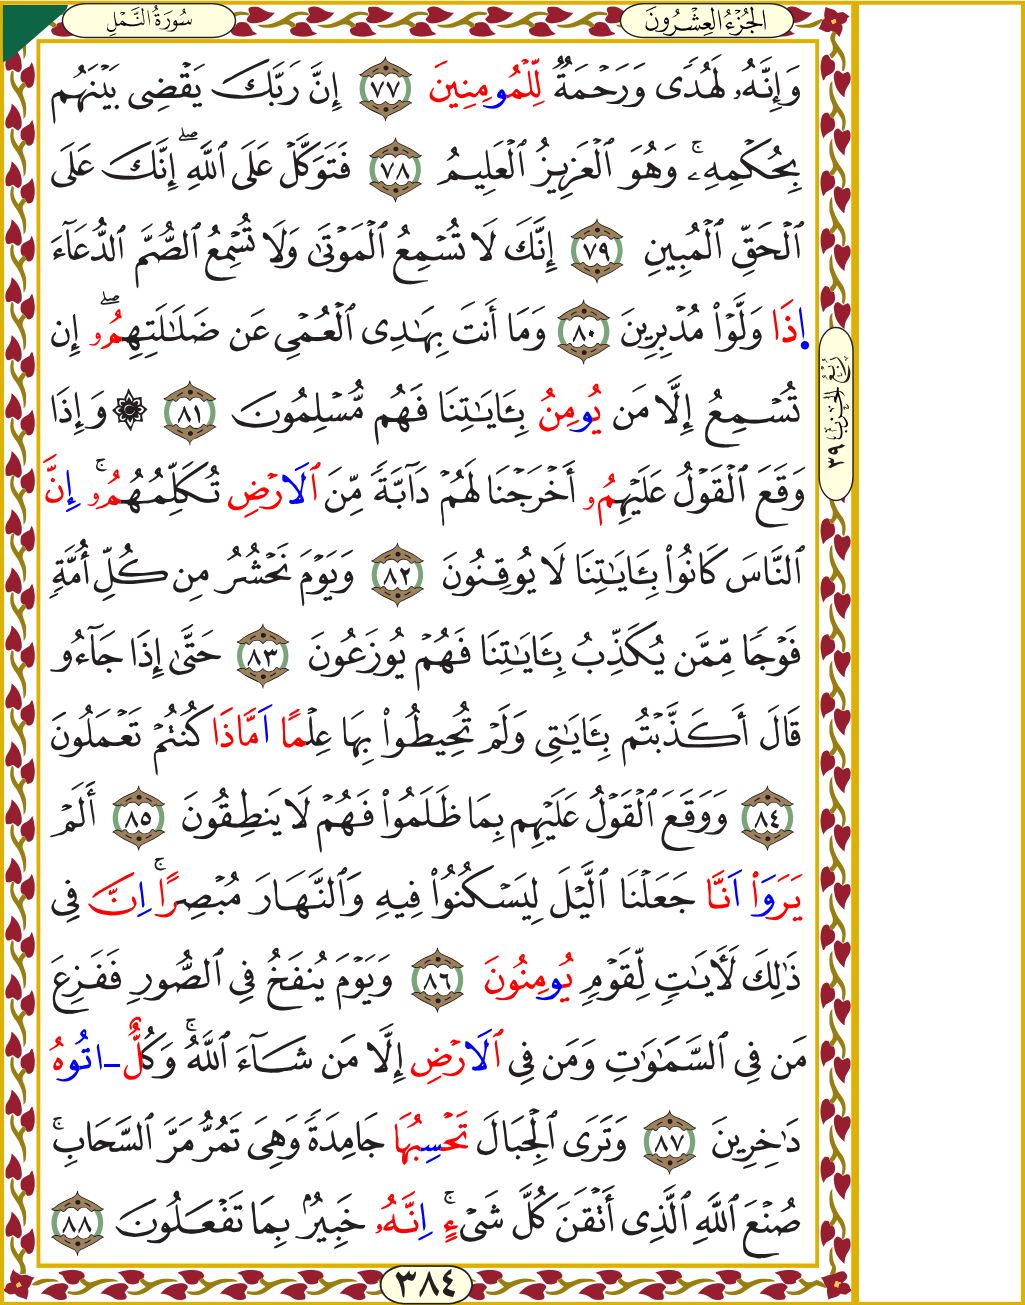 الجُزْءُ العِشْرُونَ
سُورَةُ النَّمْلِ
وَإِنَّهُۥ لَهُدٗى وَرَحۡمَةٞ لِّلۡمُومِنِينَ ٧٧ إِنَّ رَبَّكَ يَقۡضِي بَيۡنَهُم
بِحُكۡمِهِۦۚ وَهُوَ ٱلۡعَزِيزُ ٱلۡعَلِيمُ ٧٨ فَتَوَكَّلۡ عَلَى ٱللَّهِۖ إِنَّكَ عَلَى
ٱلۡحَقِّ ٱلۡمُبِينِ ٧٩ إِنَّكَ لَا تُسۡمِعُ ٱلۡمَوۡتَىٰ وَلَا تُسۡمِعُ ٱلصُّمَّ ٱلدُّعَآءَ
اِ۬ذَا وَلَّوۡاْ مُدۡبِرِينَ ٨٠ وَمَا أَنتَ بِهَٰدِي ٱلۡعُمۡيِ عَن ضَلَٰلَتِهِمُۥۖ إِن
تُسۡمِعُ إِلَّا مَن يُومِنُ بِـَٔايَٰتِنَا فَهُم مُّسۡلِمُونَ ٨١ ۞ وَإِذَا
وَقَعَ ٱلۡقَوۡلُ عَلَيۡهِمُۥ أَخۡرَجۡنَا لَهُمۡ دَآبَّةٗ مِّنَ ٱلَارۡضِ تُكَلِّمُهُمُۥۚ إِنَّ
ٱلنَّاسَ كَانُواْ بِـَٔايَٰتِنَا لَا يُوقِنُونَ ٨٢ وَيَوۡمَ نَحۡشُرُ مِن كُلِّ أُمَّةٖ
فَوۡجٗا مِّمَّن يُكَذِّبُ بِـَٔايَٰتِنَا فَهُمۡ يُوزَعُونَ ٨٣ حَتَّىٰ إِذَا جَآءُو
قَالَ أَكَذَّبۡتُم بِـَٔايَٰتِي وَلَمۡ تُحِيطُواْ بِهَا عِلۡمًا اَمَّاذَا كُنتُمۡ تَعۡمَلُونَ
٨٤ وَوَقَعَ ٱلۡقَوۡلُ عَلَيۡهِم بِمَا ظَلَمُواْ فَهُمۡ لَا يَنطِقُونَ ٨٥ أَلَمۡ
يَرَوَاْ اَنَّا جَعَلۡنَا ٱلَّيۡلَ لِيَسۡكُنُواْ فِيهِ وَٱلنَّهَارَ مُبۡصِرًاۚ اِنَّ فِي
ذَٰلِكَ لَأٓيَٰتٖ لِّقَوۡمٖ يُومِنُونَ ٨٦ وَيَوۡمَ يُنفَخُ فِي ٱلصُّورِ فَفَزِعَ
مَن فِي ٱلسَّمَٰوَٰتِ وَمَن فِي ٱلَارۡضِ إِلَّا مَن شَآءَ ٱللَّهُۚ وَكُلٌّ ـاتُوهُ
دَٰخِرِينَ ٨٧ وَتَرَى ٱلۡجِبَالَ تَحۡسِبُهَا جَامِدَةٗ وَهِيَ تَمُرُّ مَرَّ ٱلسَّحَابِۚ
صُنۡعَ ٱللَّهِ ٱلَّذِي أَتۡقَنَ كُلَّ شَيۡءٍۚ اِنَّهُۥ خَبِيرُۢ بِمَا تَفۡعَلُونَ ٨٨
رُبْعُ الحِزْب ٣٩
٣٨٤